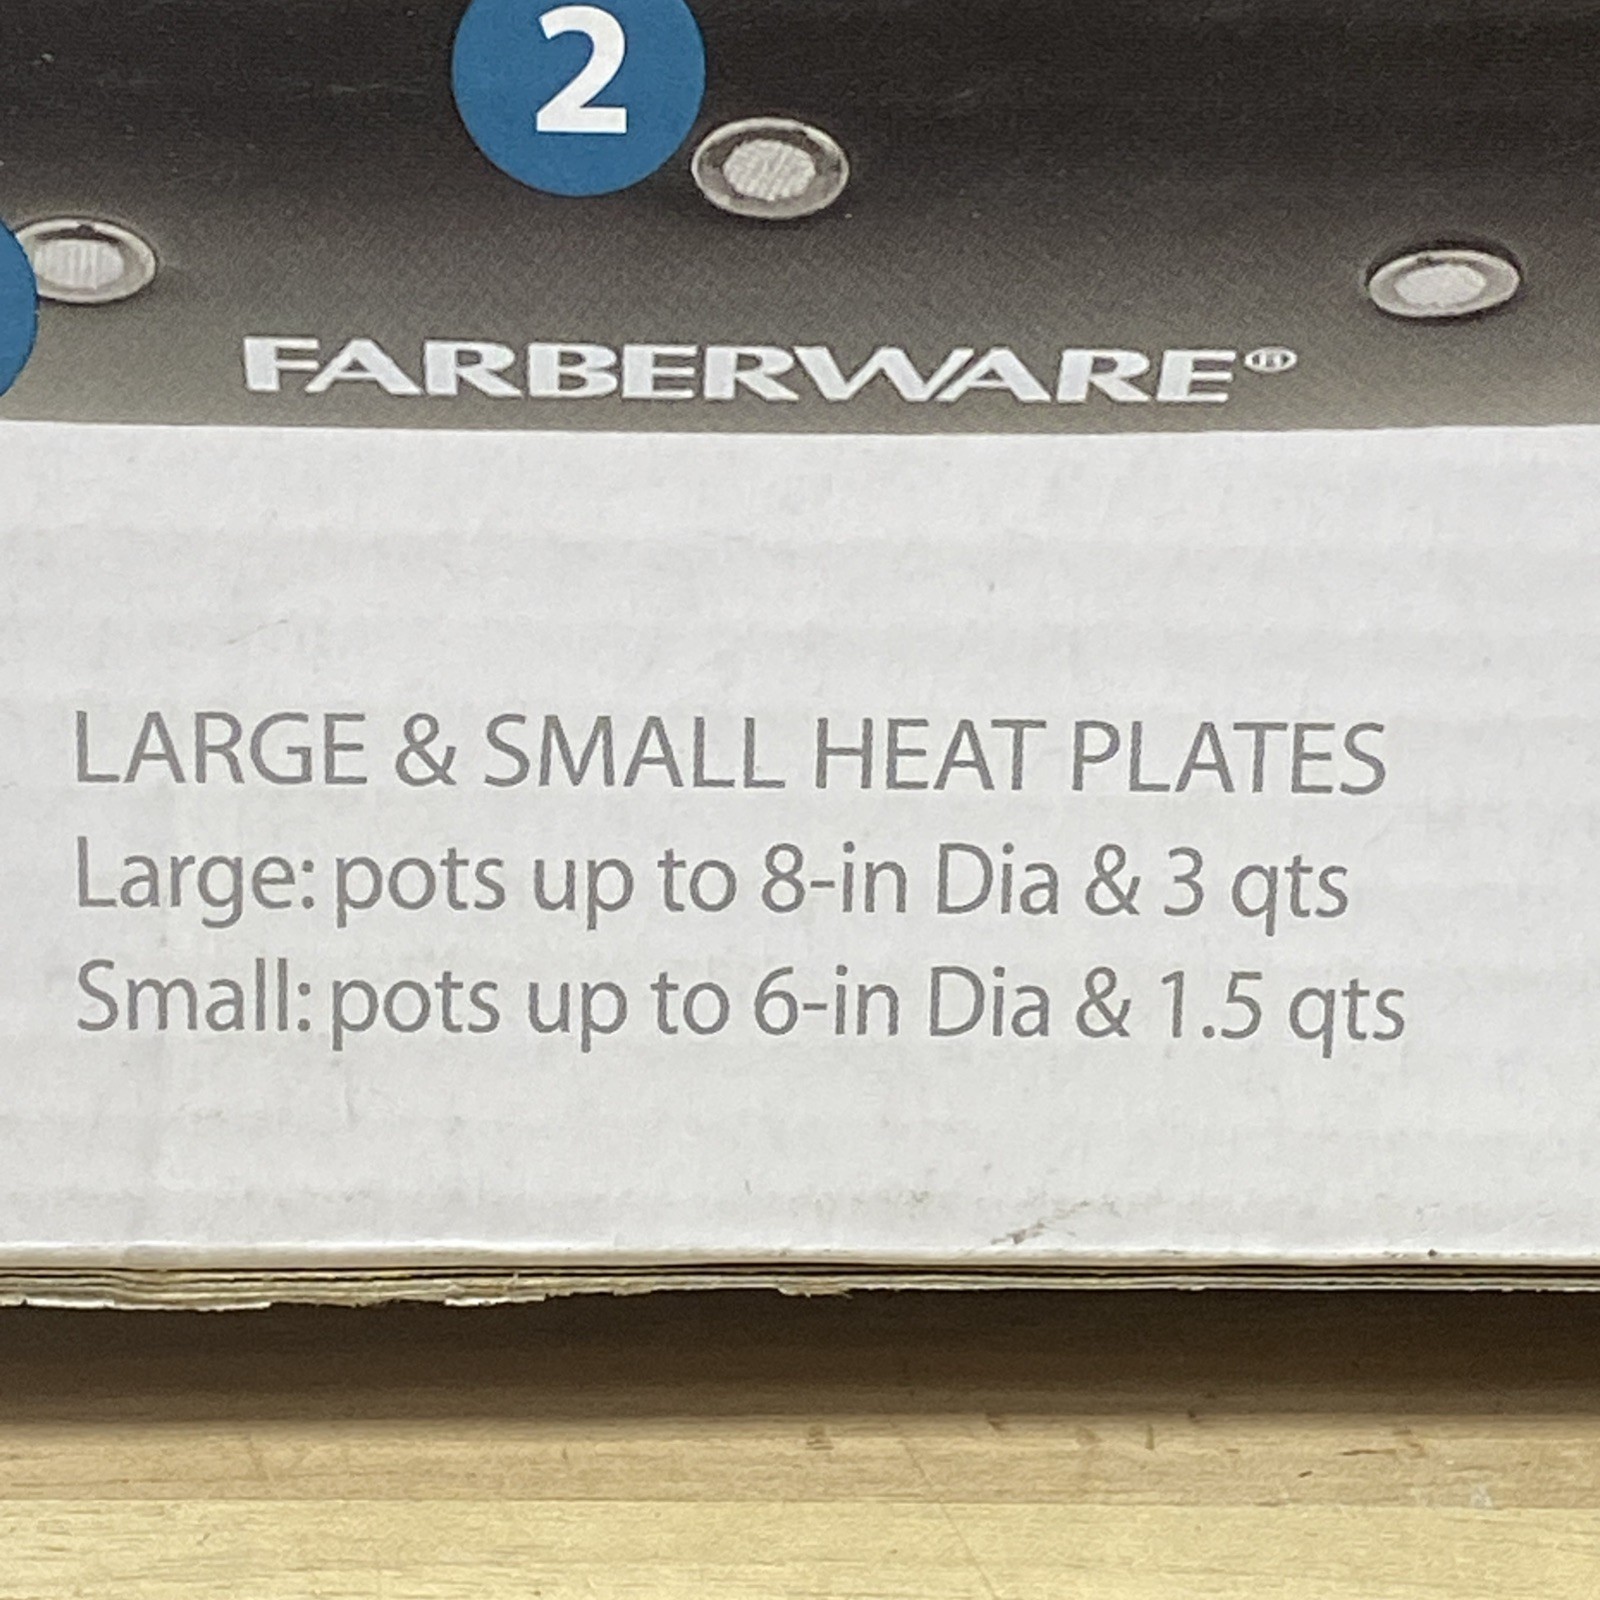 2
FARBERWARE®
LARGE & SMALL HEAT PLATES
Large: pots up to 8-in Dia & 3 qts
Small: pots up to 6-in Dia & 1.5 qts